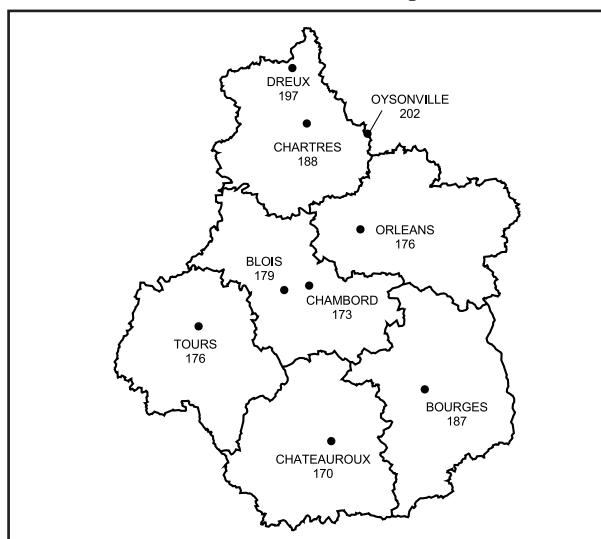 DREUX
197
OYSONVILLE
202
CHARTRES
188
ORLEANS
176
BLOIS
179
CHAMBORD
173
TOURS
176
BOURGES
187
CHATEAUROUX
170